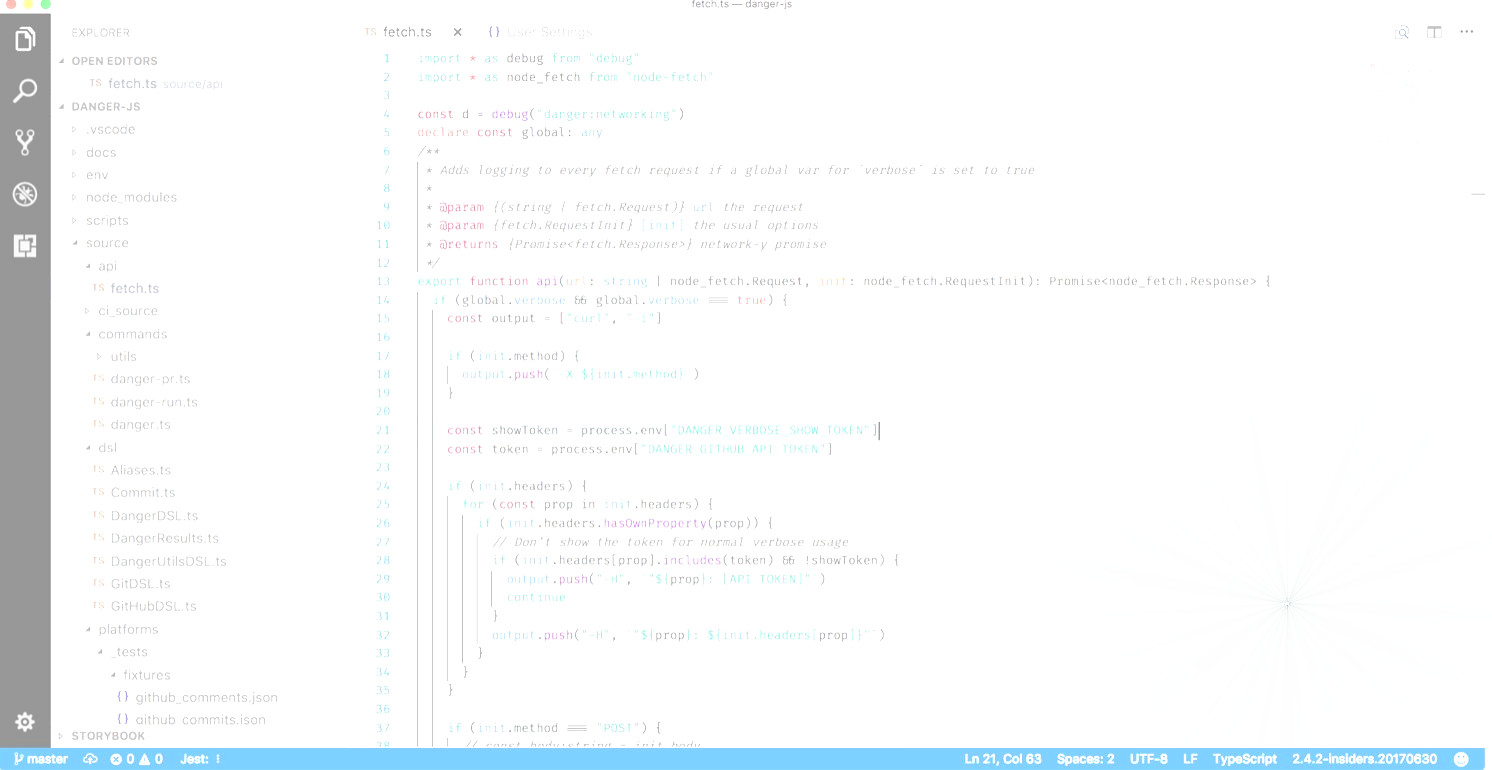 fetch.ts — danger-js
EXPLORER
OPEN EDITORS
TS fetch.ts source/api
DANGER-JS
.vscode
docs
env
node_modules
scripts
source
api
TS fetch.ts
ci_source
commands
utils
TS danger-pr.ts
TS danger-run.ts
TS danger.ts
dsl
TS Aliases.ts
TS Commit.ts
TS DangerDSL.ts
TS DangerResults.ts
TS DangerUtilsDSL.ts
TS GitDSL.ts
TS GitHubDSL.ts
platforms
_tests
fixtures
{} github_comments.json
{} github_commits.json
STORYBOOK
TS fetch.ts × {} User Settings
1 import * as debug from "debug"
2 import * as node_fetch from "node-fetch"
3
4 const d = debug("danger:networking")
5 declare const global: any
6 /**
7 * Adds logging to every fetch request if a global var for `verbose` is set to true
8 *
9 * @param {(string | fetch.Request)} url the request
10 * @param {fetch.RequestInit} [init] the usual options
11 * @returns {Promise<fetch.Response>} network-y promise
12 */
13 export function api(url: string | node_fetch.Request, init: node_fetch.RequestInit): Promise<node_fetch.Response> {
14 if (global.verbose && global.verbose === true) {
15 const output = ["curl", "-i"]
16
17 if (init.method) {
18 output.push(`-X ${init.method}`)
19 }
20
21 const showToken = process.env["DANGER_VERBOSE_SHOW_TOKEN"]
22 const token = process.env["DANGER_GITHUB_API_TOKEN"]
23
24 if (init.headers) {
25 for (const prop in init.headers) {
26 if (init.headers.hasOwnProperty(prop)) {
27 // Don't show the token for normal verbose usage
28 if (init.headers[prop].includes(token) && !showToken) {
29 output.push("-H", `"${prop}: [API TOKEN]"`)
30 continue
31 }
32 output.push("-H", `"${prop}: ${init.headers[prop]}"`)
33 }
34 }
35 }
36
37 if (init.method === "POST") {
38 // const body:string = init.body
master 0 0 Jest: Ln 21, Col 63 Spaces: 2 UTF-8 LF TypeScript 2.4.2-insiders.20170630